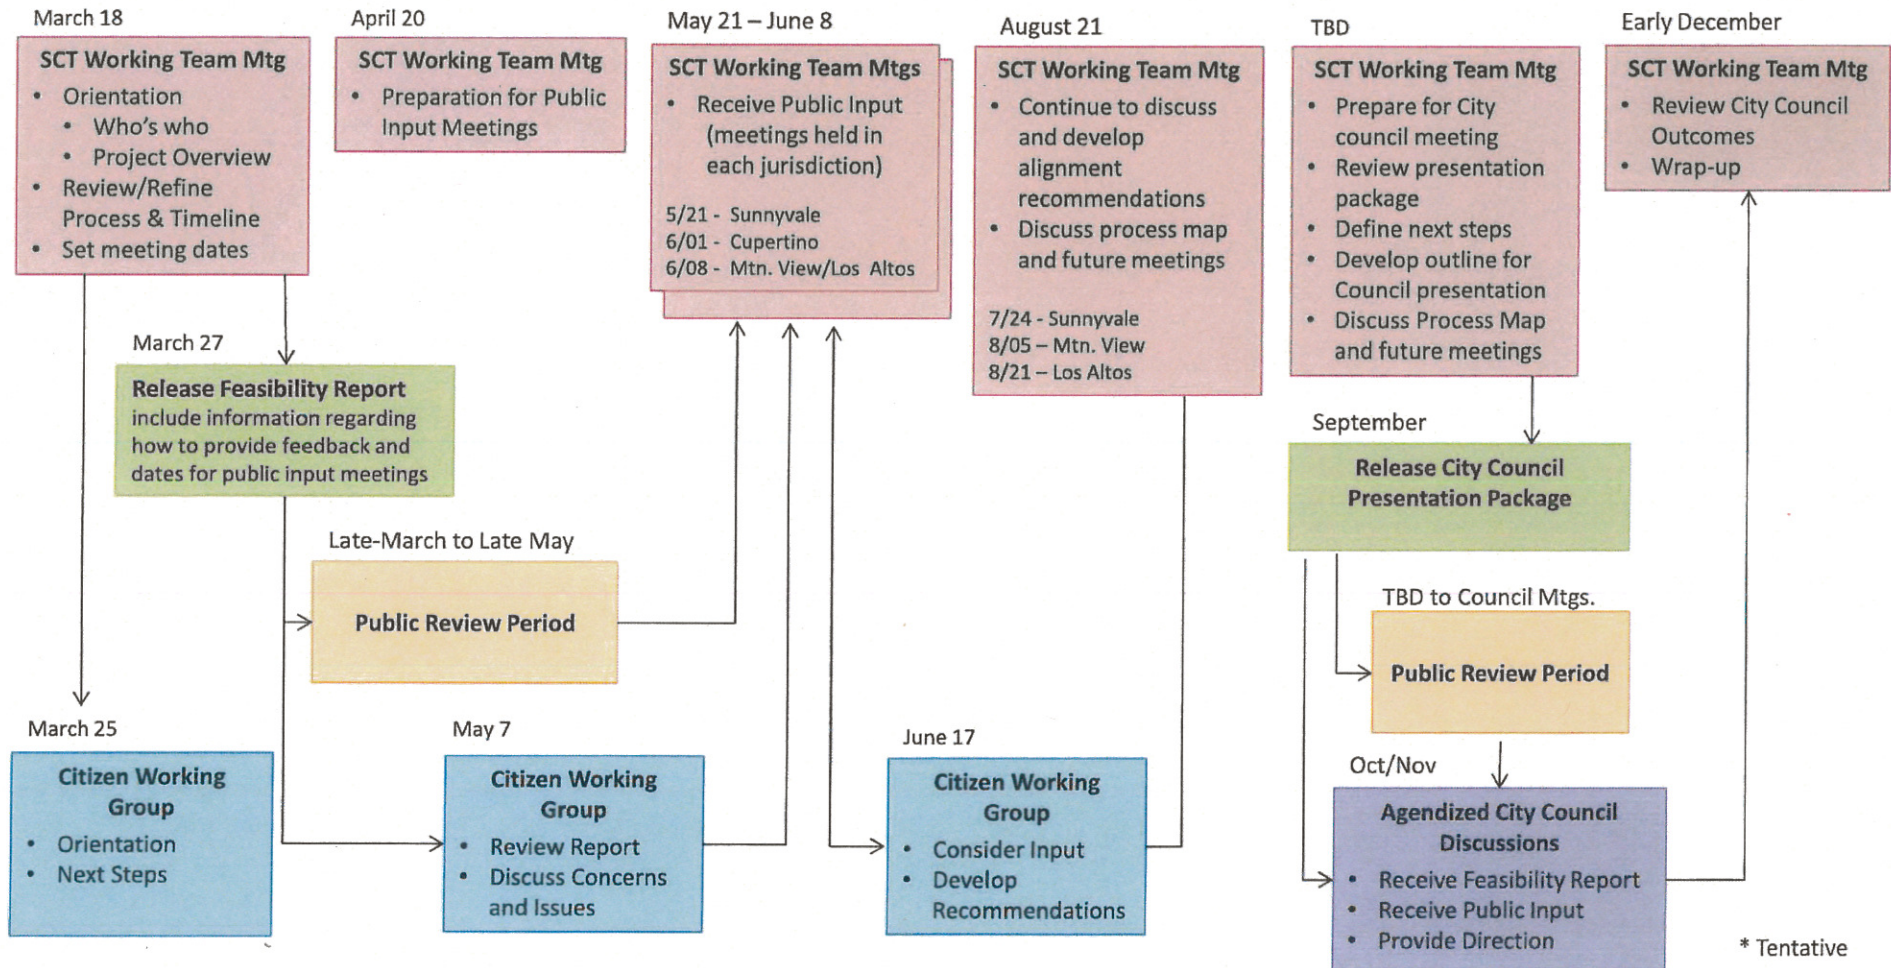 March 18
SCT Working Team Mtg
• Orientation
• Who's who
• Project Overview
• Review/Refine
Process & Timeline
• Set meeting dates
April 20
SCT Working Team Mtg
• Preparation for Public
Input Meetings
May 21 – June 8
SCT Working Team Mtgs
• Receive Public Input
(meetings held in
each jurisdiction)
5/21 - Sunnyvale
6/01 - Cupertino
6/08 - Mtn. View/Los Altos
August 21
SCT Working Team Mtg
• Continue to discuss
and develop
alignment
recommendations
• Discuss process map
and future meetings
7/24 - Sunnyvale
8/05 – Mtn. View
8/21 – Los Altos
TBD
SCT Working Team Mtg
• Prepare for City
council meeting
• Review presentation
package
• Define next steps
• Develop outline for
Council presentation
• Discuss Process Map
and future meetings
Early December
SCT Working Team Mtg
• Review City Council
Outcomes
• Wrap-up
March 27
Release Feasibility Report
include information regarding
how to provide feedback and
dates for public input meetings
Late-March to Late May
Public Review Period
September
Release City Council
Presentation Package
TBD to Council Mtgs.
Public Review Period
March 25
Citizen Working
Group
• Orientation
• Next Steps
May 7
Citizen Working
Group
• Review Report
• Discuss Concerns
and Issues
June 17
Citizen Working
Group
• Consider Input
• Develop
Recommendations
Oct/Nov
Agendized City Council
Discussions
• Receive Feasibility Report
• Receive Public Input
• Provide Direction
* Tentative